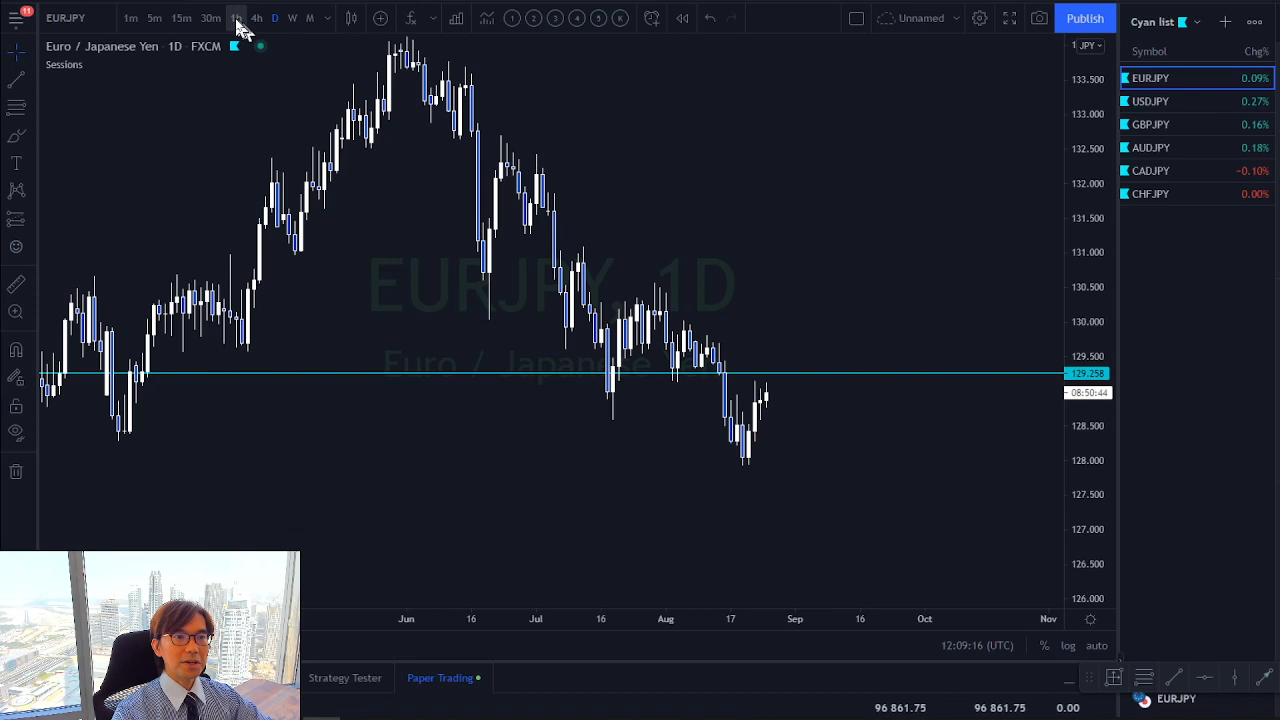 11
EURJPY
1m 5m 15m 30m 1h 4h D W M
1 2 3 4 5 K
Unnamed
Publish
Euro / Japanese Yen · 1D · FXCM
Sessions
JPY
133.500
133.000
132.500
132.000
131.500
131.000
130.500
130.000
129.500
129.258
08:50:44
128.500
128.000
127.500
127.000
126.500
126.000
EURJPY, 1D
Euro / Japanese Yen
Jun 16 Jul 16 Aug 17 Sep 16 Oct Nov
12:09:16 (UTC) % log auto
Strategy Tester Paper Trading
96 861.75 96 861.75 0.00
Cyan list
Symbol Chg%
EURJPY 0.09%
USDJPY 0.27%
GBPJPY 0.16%
AUDJPY 0.18%
CADJPY −0.10%
CHFJPY 0.00%
EURJPY